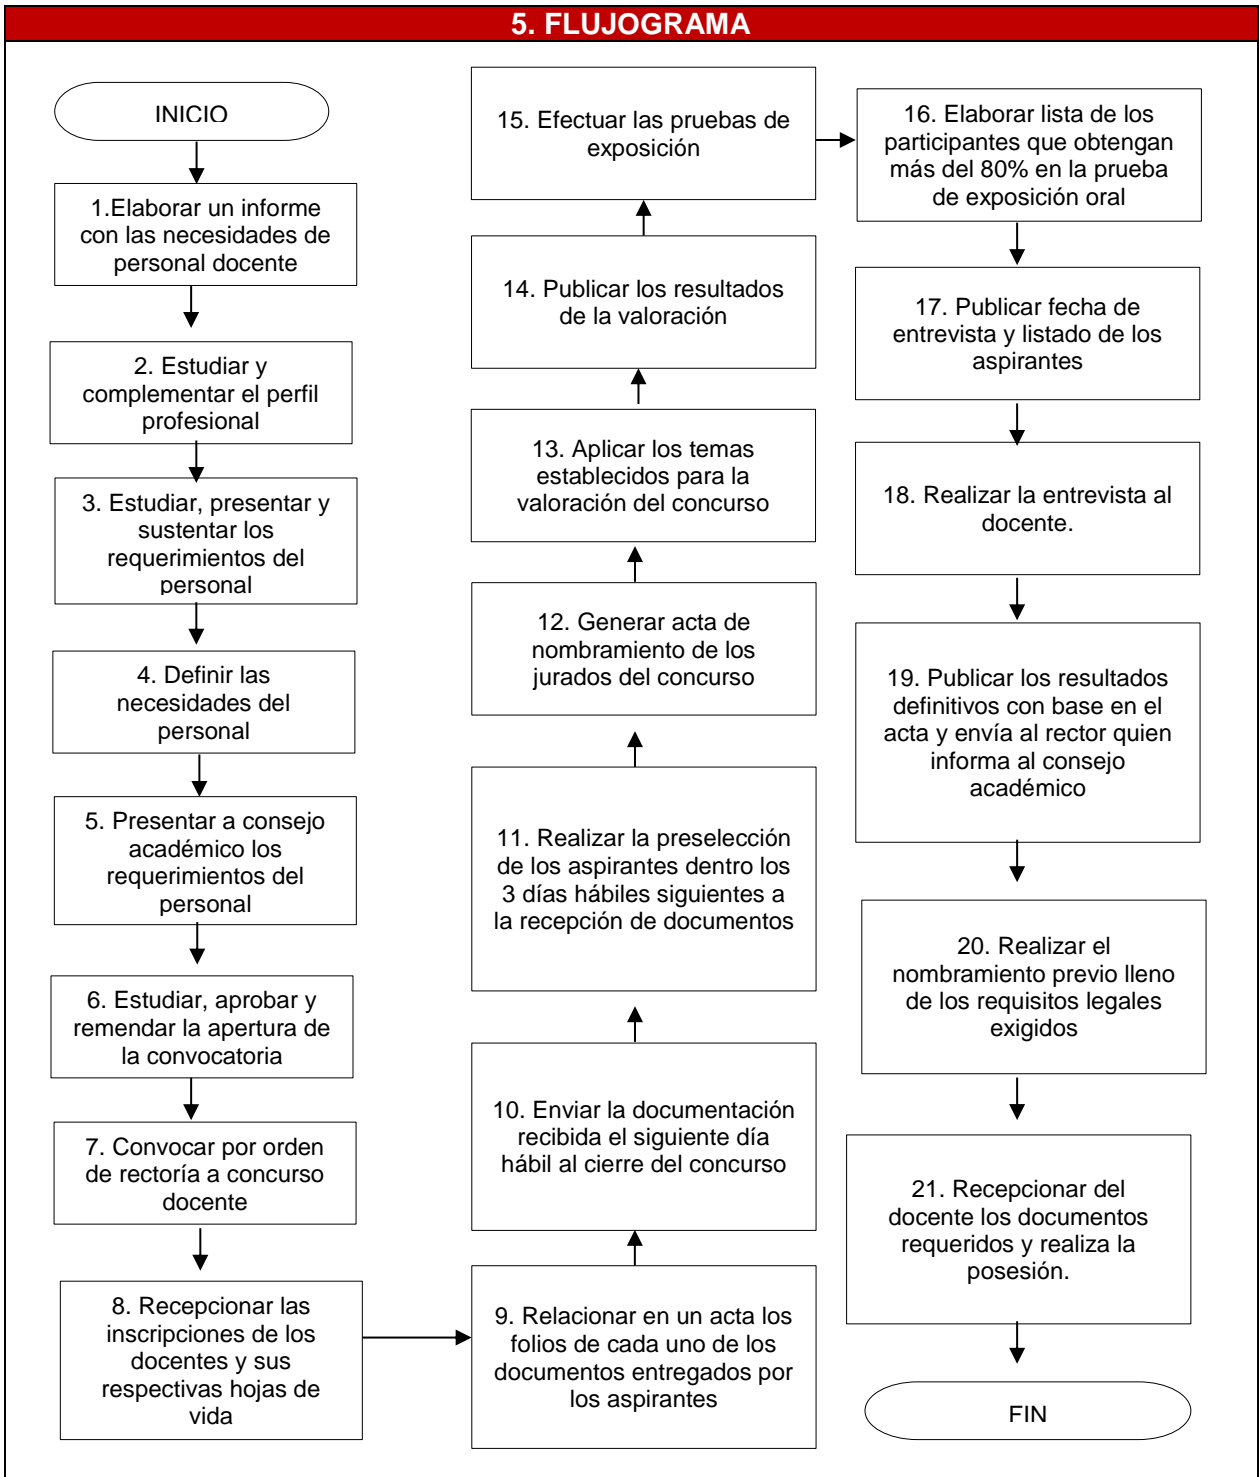 5. FLUJOGRAMA
INICIO
1.Elaborar un informe
con las necesidades de
personal docente
2. Estudiar y
complementar el perfil
profesional
3. Estudiar, presentar y
sustentar los
requerimientos del
personal
4. Definir las
necesidades del
personal
5. Presentar a consejo
académico los
requerimientos del
personal
6. Estudiar, aprobar y
remendar la apertura de
la convocatoria
7. Convocar por orden
de rectoría a concurso
docente
8. Recepcionar las
inscripciones de los
docentes y sus
respectivas hojas de
vida
9. Relacionar en un acta los
folios de cada uno de los
documentos entregados por
los aspirantes
10. Enviar la documentación
recibida el siguiente día
hábil al cierre del concurso
11. Realizar la preselección
de los aspirantes dentro los
3 días hábiles siguientes a
la recepción de documentos
12. Generar acta de
nombramiento de los
jurados del concurso
13. Aplicar los temas
establecidos para la
valoración del concurso
14. Publicar los resultados
de la valoración
15. Efectuar las pruebas de
exposición
16. Elaborar lista de los
participantes que obtengan
más del 80% en la prueba
de exposición oral
17. Publicar fecha de
entrevista y listado de los
aspirantes
18. Realizar la entrevista al
docente.
19. Publicar los resultados
definitivos con base en el
acta y envía al rector quien
informa al consejo
académico
20. Realizar el
nombramiento previo lleno
de los requisitos legales
exigidos
21. Recepcionar del
docente los documentos
requeridos y realiza la
posesión.
FIN